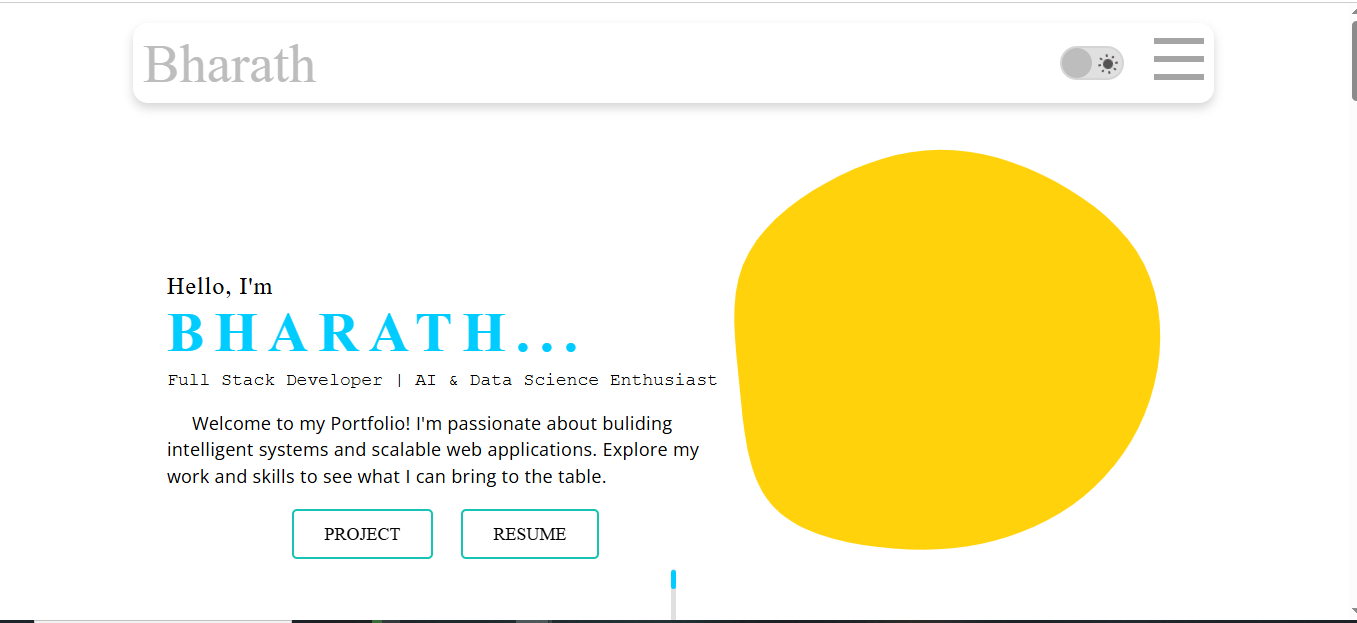 Bharath
Hello, I'm
BHARATH...
Full Stack Developer | AI & Data Science Enthusiast
Welcome to my Portfolio! I'm passionate about buliding
intelligent systems and scalable web applications. Explore my
work and skills to see what I can bring to the table.
PROJECT
RESUME